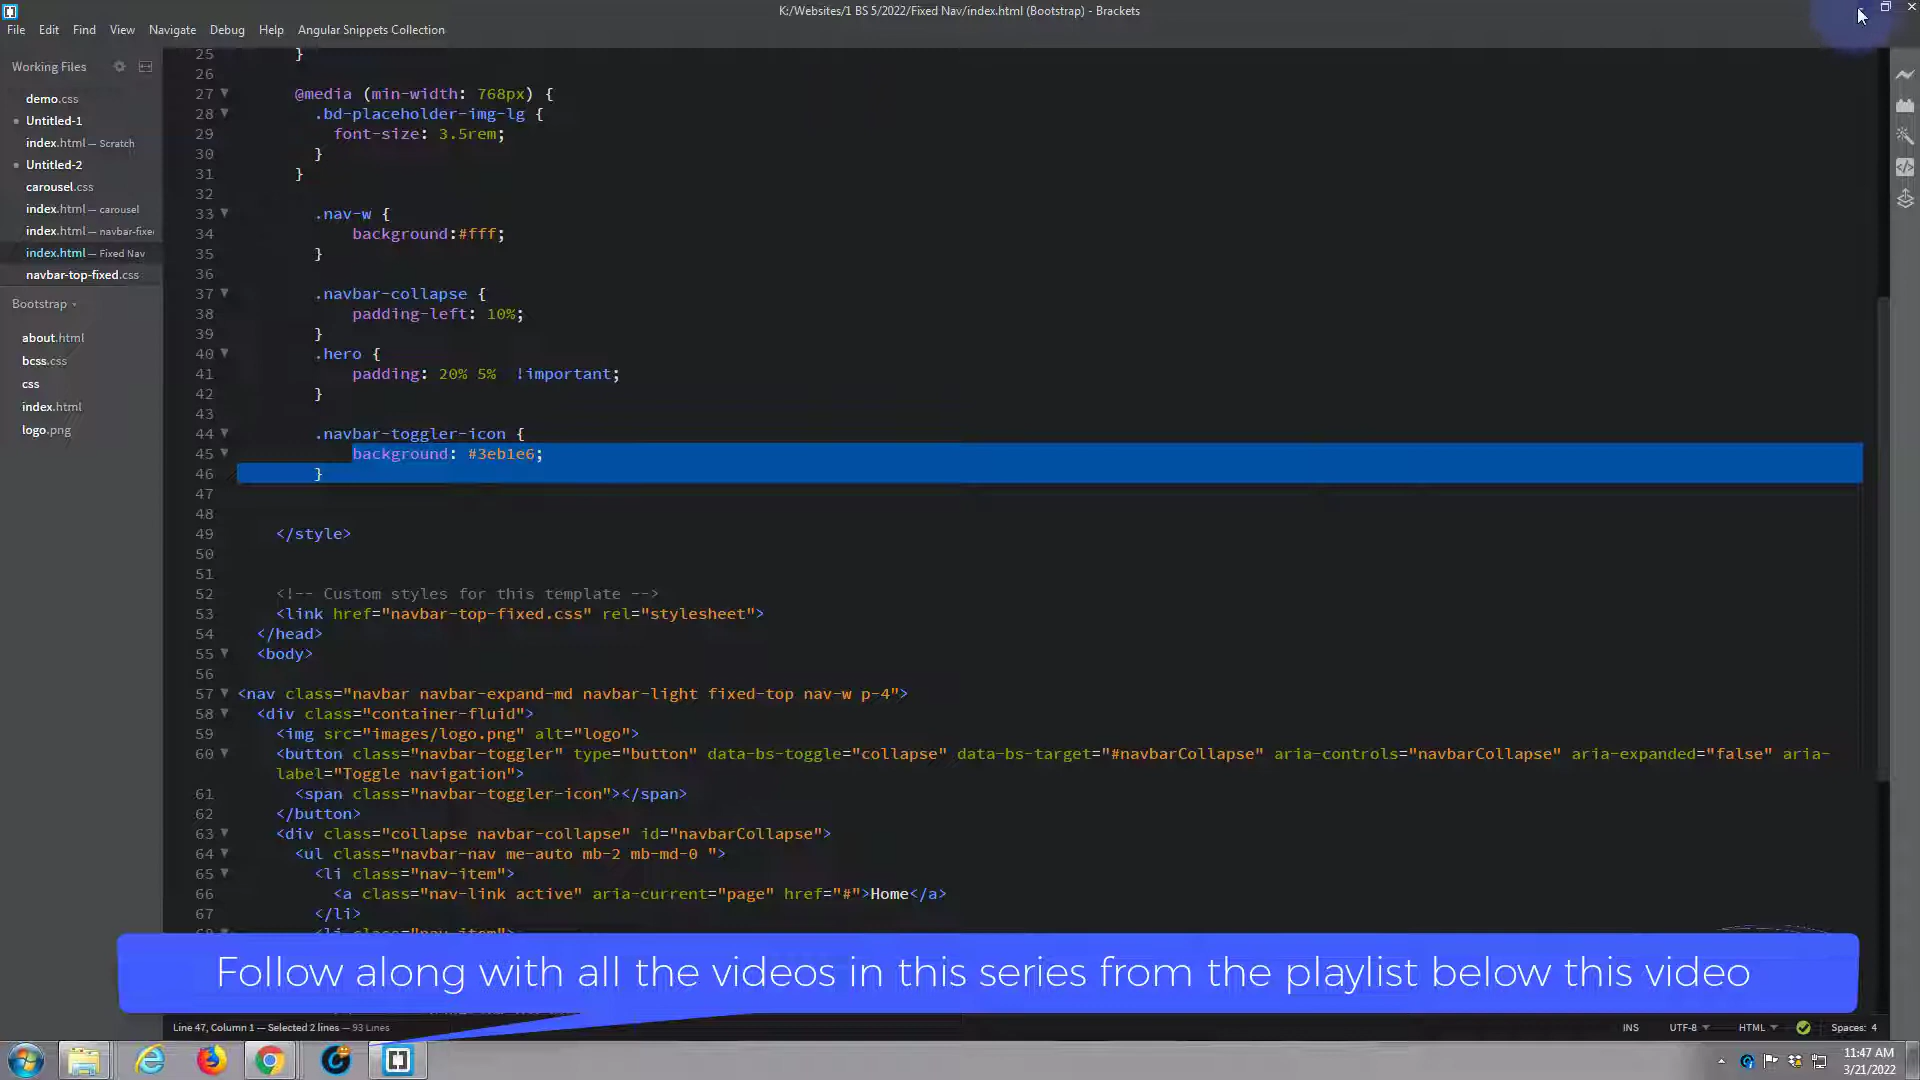 K:/Websites/1 BS 5/2022/Fixed Nav/index.html (Bootstrap) - Brackets
File Edit Find View Navigate Debug Help Angular Snippets Collection
Working Files
demo.css
Untitled-1
index.html — Scratch
Untitled-2
carousel.css
index.html — carousel
index.html — navbar-fixe
index.html — Fixed Nav
navbar-top-fixed.css
Bootstrap
about.html
bcss.css
css
index.html
logo.png
25 }
26
27 @media (min-width: 768px) {
28 .bd-placeholder-img-lg {
29 font-size: 3.5rem;
30 }
31 }
32
33 .nav-w {
34 background:#fff;
35 }
36
37 .navbar-collapse {
38 padding-left: 10%;
39 }
40 .hero {
41 padding: 20% 5% !important;
42 }
43
44 .navbar-toggler-icon {
45 background: #3eb1e6;
46 }
47
48
49 </style>
50
51
52 <!-- Custom styles for this template -->
53 <link href="navbar-top-fixed.css" rel="stylesheet">
54 </head>
55 <body>
56
57 <nav class="navbar navbar-expand-md navbar-light fixed-top nav-w p-4">
58 <div class="container-fluid">
59 <img src="images/logo.png" alt="logo">
60 <button class="navbar-toggler" type="button" data-bs-toggle="collapse" data-bs-target="#navbarCollapse" aria-controls="navbarCollapse" aria-expanded="false" aria-
label="Toggle navigation">
61 <span class="navbar-toggler-icon"></span>
62 </button>
63 <div class="collapse navbar-collapse" id="navbarCollapse">
64 <ul class="navbar-nav me-auto mb-2 mb-md-0 ">
65 <li class="nav-item">
66 <a class="nav-link active" aria-current="page" href="#">Home</a>
67 </li>
68 <li class="nav-item">
Follow along with all the videos in this series from the playlist below this video
Line 47, Column 1 — Selected 2 lines — 93 Lines
INS UTF-8 HTML Spaces: 4
11:47 AM
3/21/2022